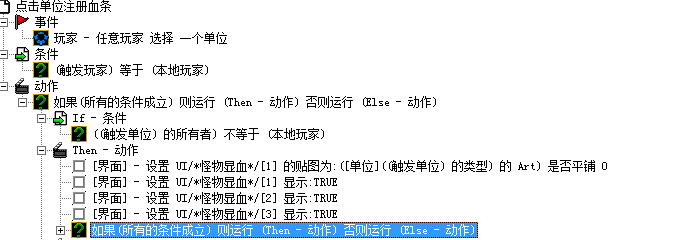 点击单位注册血条
事件
玩家 - 任意玩家 选择 一个单位
条件
(触发玩家) 等于 (本地玩家)
动作
如果(所有的条件成立) 则运行 (Then - 动作) 否则运行 (Else - 动作)
If - 条件
((触发单位) 的所有者) 不等于 (本地玩家)
Then - 动作
[界面] - 设置 UI/*怪物显血*/[1] 的贴图为:([单位]((触发单位) 的类型) 的 Art) 是否平铺 0
[界面] - 设置 UI/*怪物显血*/[1] 显示:TRUE
[界面] - 设置 UI/*怪物显血*/[2] 显示:TRUE
[界面] - 设置 UI/*怪物显血*/[3] 显示:TRUE
如果(所有的条件成立) 则运行 (Then - 动作) 否则运行 (Else - 动作)